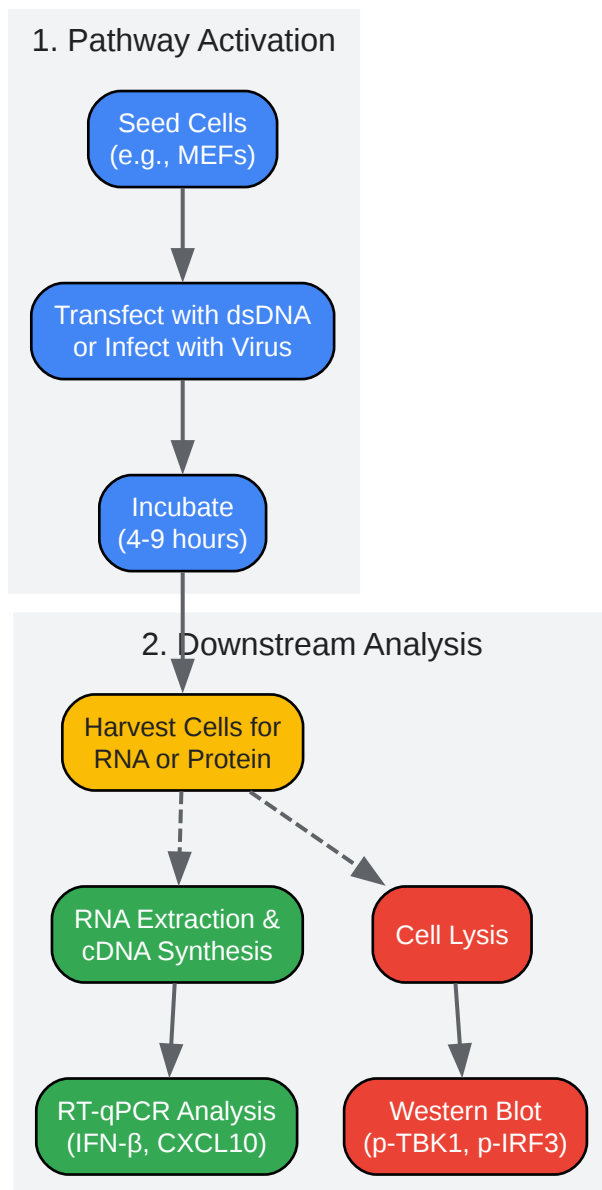 1. Pathway Activation
Seed Cells
(e.g., MEFs)
Transfect with dsDNA
or Infect with Virus
Incubate
(4-9 hours)
2. Downstream Analysis
Harvest Cells for
RNA or Protein
RNA Extraction &
cDNA Synthesis
Cell Lysis
RT-qPCR Analysis
(IFN-β, CXCL10)
Western Blot
(p-TBK1, p-IRF3)